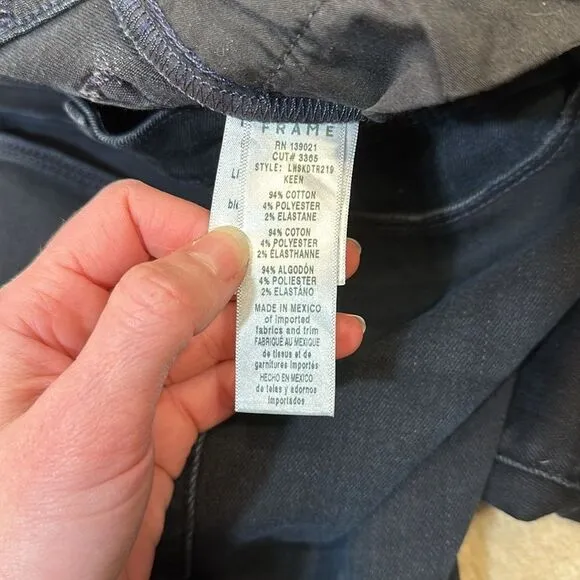 FRAME
RN 139021
CUT# 3365
STYLE: LHSKDTR219
KEEN
94% COTTON
4% POLYESTER
2% ELASTANE
94% COTON
4% POLYESTER
2% ELASTHANNE
94% ALGODÓN
4% POLIESTER
2% ELASTANO
MADE IN MEXICO
of imported
fabrics and trim
FABRIQUÉ AU MEXIQUE
de tissus et de
garnitures importés
HECHO EN MEXICO
de telas y adornos
importados